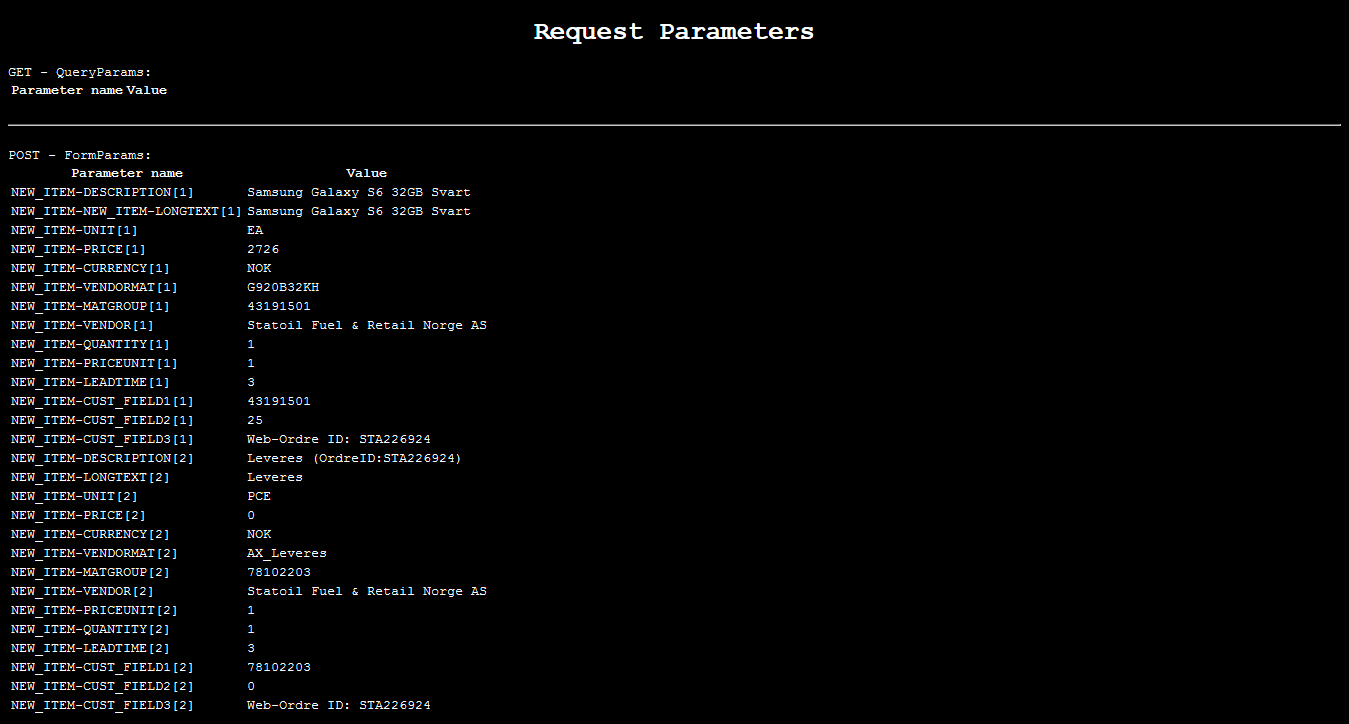 Request Parameters
GET - QueryParams:
Parameter name Value
POST - FormParams:
Parameter name Value
NEW_ITEM-DESCRIPTION[1] Samsung Galaxy S6 32GB Svart
NEW_ITEM-NEW_ITEM-LONGTEXT[1] Samsung Galaxy S6 32GB Svart
NEW_ITEM-UNIT[1] EA
NEW_ITEM-PRICE[1] 2726
NEW_ITEM-CURRENCY[1] NOK
NEW_ITEM-VENDORMAT[1] G920B32KH
NEW_ITEM-MATGROUP[1] 43191501
NEW_ITEM-VENDOR[1] Statoil Fuel & Retail Norge AS
NEW_ITEM-QUANTITY[1] 1
NEW_ITEM-PRICEUNIT[1] 1
NEW_ITEM-LEADTIME[1] 3
NEW_ITEM-CUST_FIELD1[1] 43191501
NEW_ITEM-CUST_FIELD2[1] 25
NEW_ITEM-CUST_FIELD3[1] Web-Ordre ID: STA226924
NEW_ITEM-DESCRIPTION[2] Leveres (OrdreID:STA226924)
NEW_ITEM-LONGTEXT[2] Leveres
NEW_ITEM-UNIT[2] PCE
NEW_ITEM-PRICE[2] 0
NEW_ITEM-CURRENCY[2] NOK
NEW_ITEM-VENDORMAT[2] AX_Leveres
NEW_ITEM-MATGROUP[2] 78102203
NEW_ITEM-VENDOR[2] Statoil Fuel & Retail Norge AS
NEW_ITEM-PRICEUNIT[2] 1
NEW_ITEM-QUANTITY[2] 1
NEW_ITEM-LEADTIME[2] 3
NEW_ITEM-CUST_FIELD1[2] 78102203
NEW_ITEM-CUST_FIELD2[2] 0
NEW_ITEM-CUST_FIELD3[2] Web-Ordre ID: STA226924